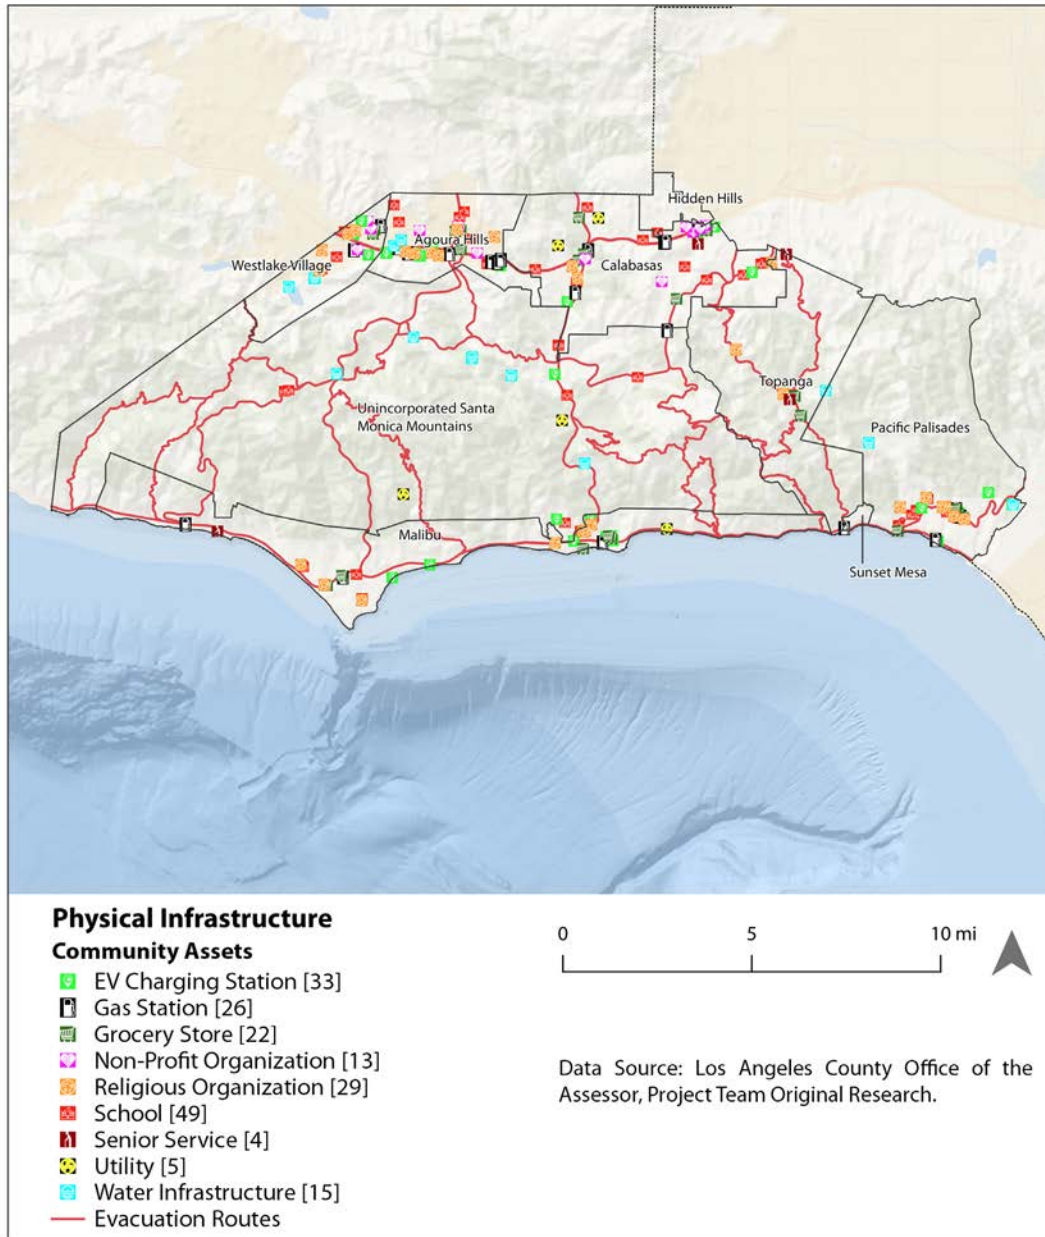 Hidden Hills
Agoura Hills
Westlake Village
Calabasas
Topanga
Unincorporated Santa
Monica Mountains
Pacific Palisades
Malibu
Sunset Mesa
Physical Infrastructure
Community Assets
EV Charging Station [33]
Gas Station [26]
Grocery Store [22]
Non-Profit Organization [13]
Religious Organization [29]
School [49]
Senior Service [4]
Utility [5]
Water Infrastructure [15]
Evacuation Routes
0 5 10 mi
Data Source: Los Angeles County Office of the
Assessor, Project Team Original Research.